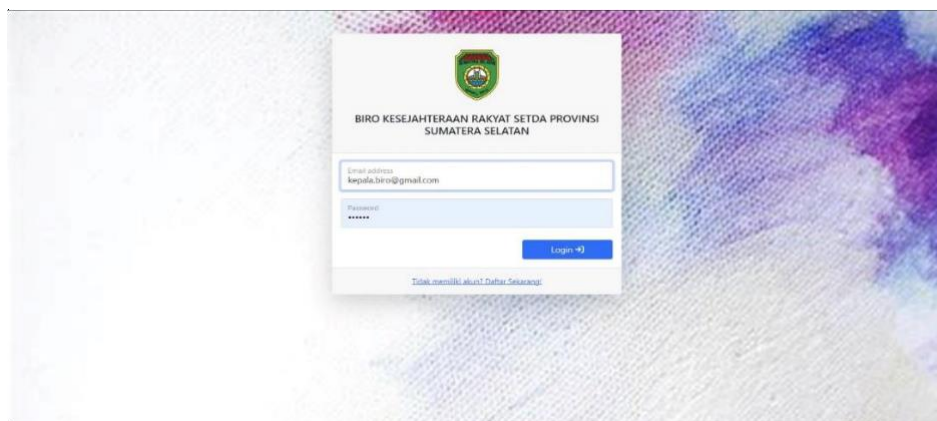 BIRO KESEJAHTERAAN RAKYAT SETDA PROVINSI
SUMATERA SELATAN
Email address
kepala.biro@gmail.com
Password
••••••
Login
Tidak memiliki akun? Daftar Sekarang!